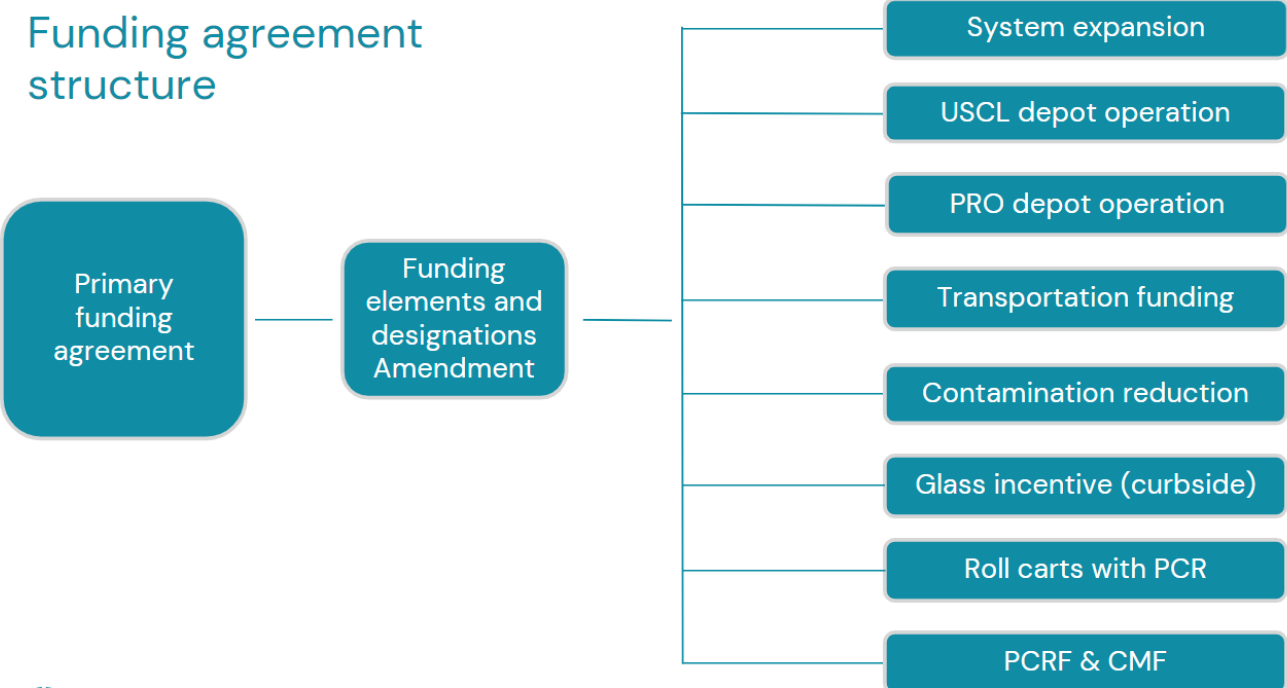 Funding agreement
structure
Primary
funding
agreement
Funding
elements and
designations
Amendment
System expansion
USCL depot operation
PRO depot operation
Transportation funding
Contamination reduction
Glass incentive (curbside)
Roll carts with PCR
PCRF & CMF